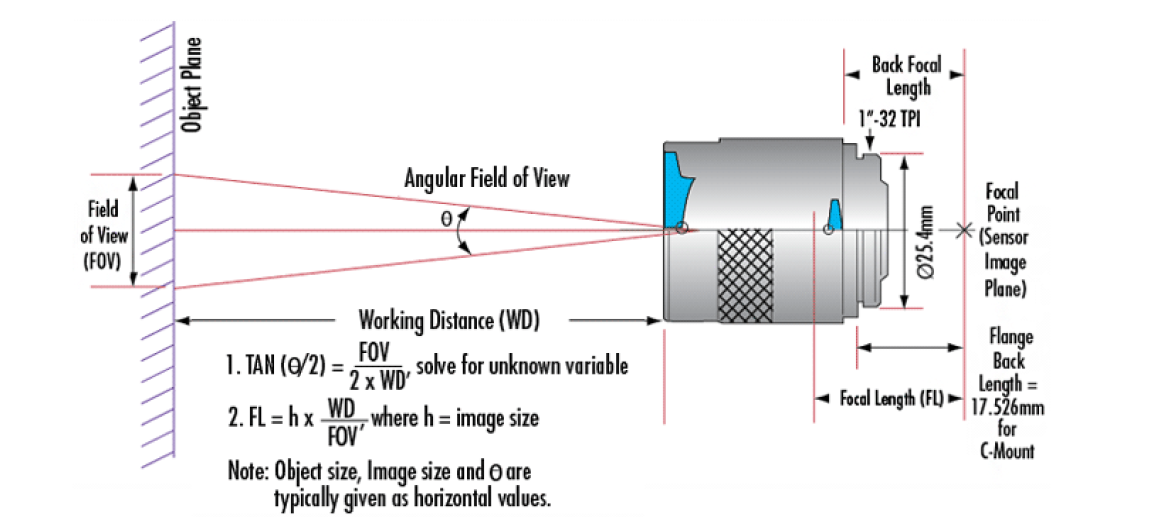 Object Plane
Field
of View
(FOV)
Angular Field of View
θ
Working Distance (WD)
1. TAN (θ/2) = FOV / 2 x WD, solve for unknown variable
2. FL = h x WD / FOV, where h = image size
Note: Object size, Image size and θ are
typically given as horizontal values.
Back Focal
Length
1"-32 TPI
Ø25.4mm
Focal
Point
(Sensor
Image
Plane)
Flange
Back
Length =
17.526mm
for
C-Mount
Focal Length (FL)